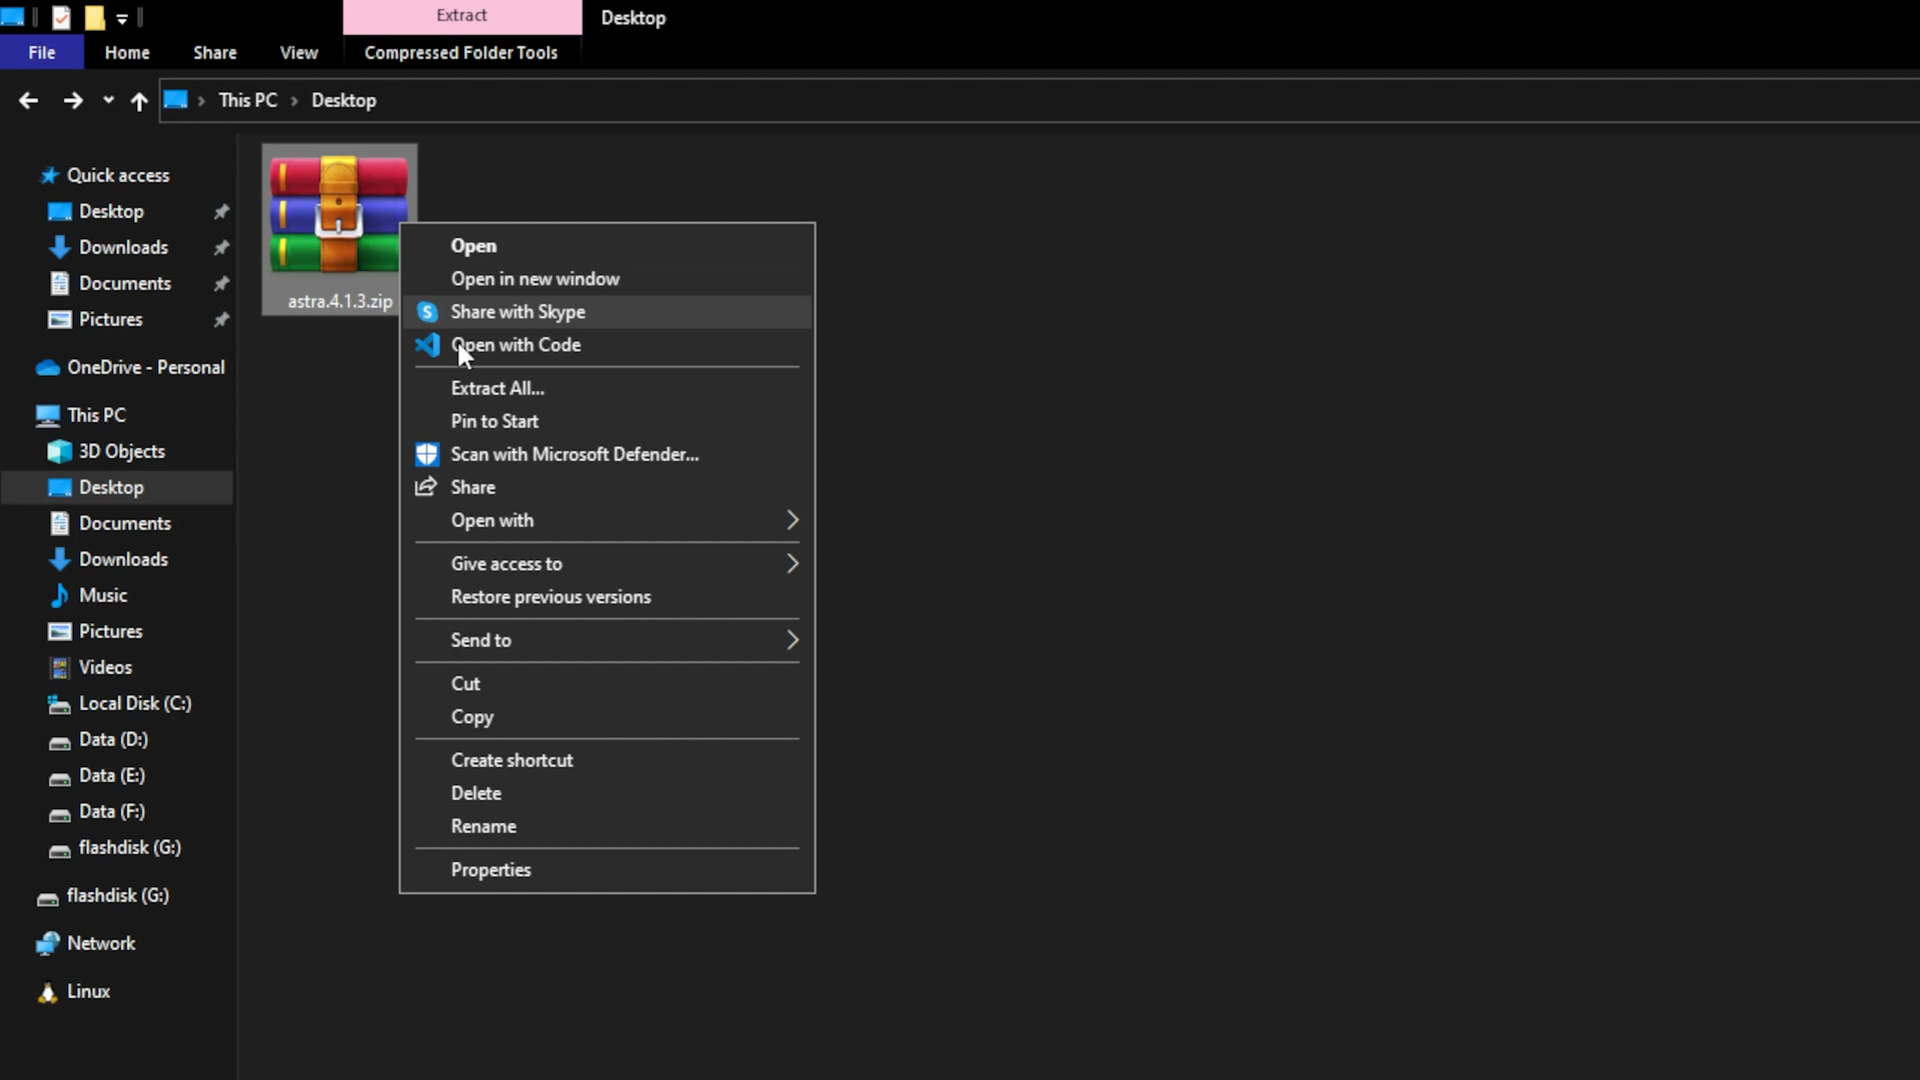 Extract
Desktop
File
Home
Share
View
Compressed Folder Tools
This PC
Desktop
Quick access
Desktop
Downloads
Documents
Pictures
OneDrive - Personal
This PC
3D Objects
Desktop
Documents
Downloads
Music
Pictures
Videos
Local Disk (C:)
Data (D:)
Data (E:)
Data (F:)
flashdisk (G:)
flashdisk (G:)
Network
Linux
astra.4.1.3.zip
Open
Open in new window
Share with Skype
Open with Code
Extract All...
Pin to Start
Scan with Microsoft Defender...
Share
Open with
Give access to
Restore previous versions
Send to
Cut
Copy
Create shortcut
Delete
Rename
Properties